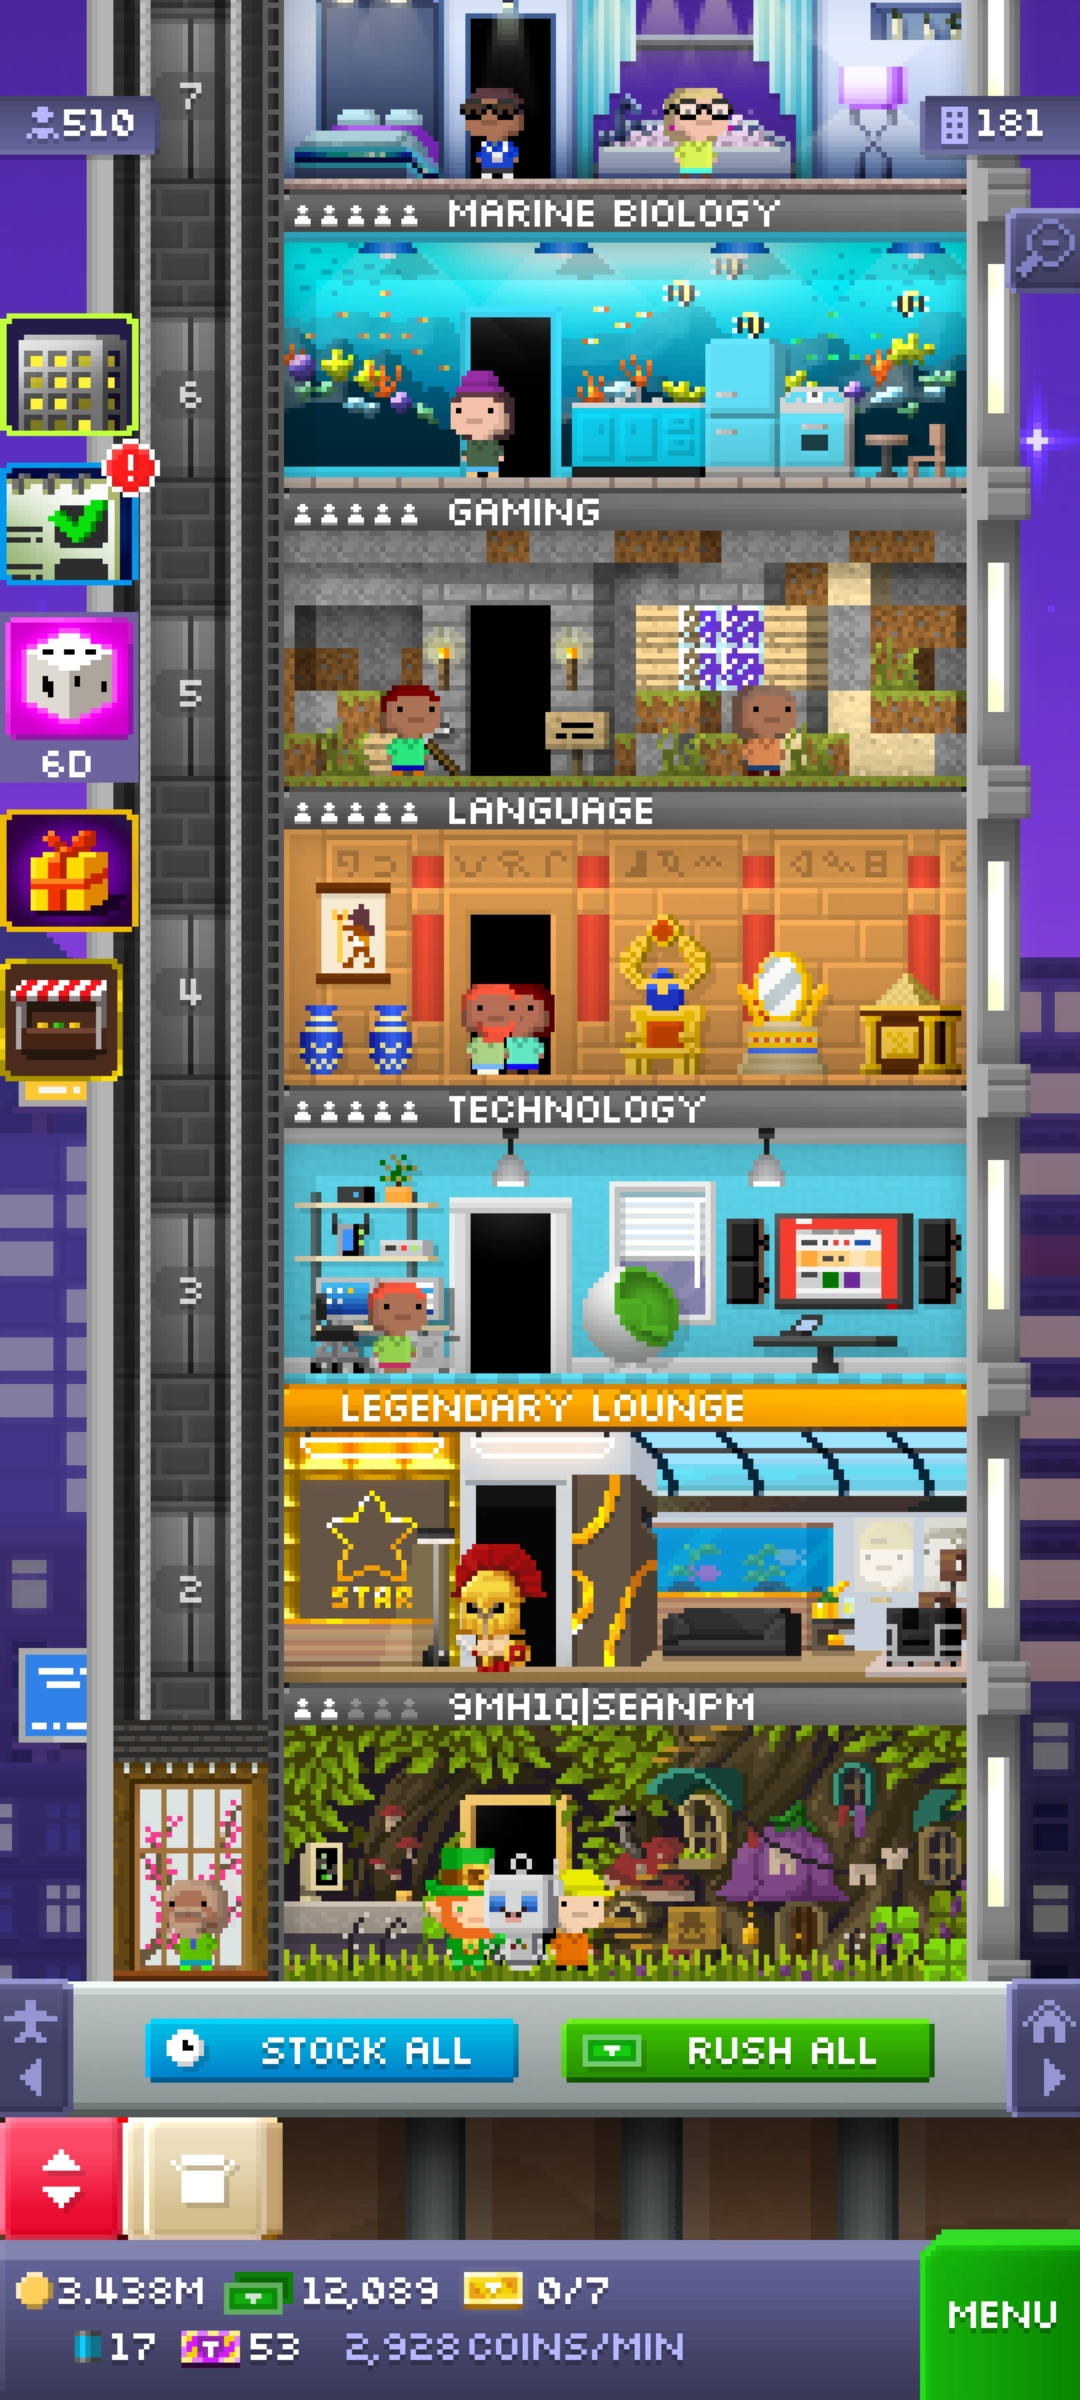 7
510
181
MARINE BIOLOGY
6
GAMING
5
6D
LANGUAGE
4
TECHNOLOGY
3
LEGENDARY LOUNGE
STAR
2
9MH1Q|SEANPM
STOCK ALL
RUSH ALL
3.438M 12,089 0/7
17 53 2,928 COINS/MIN
MENU